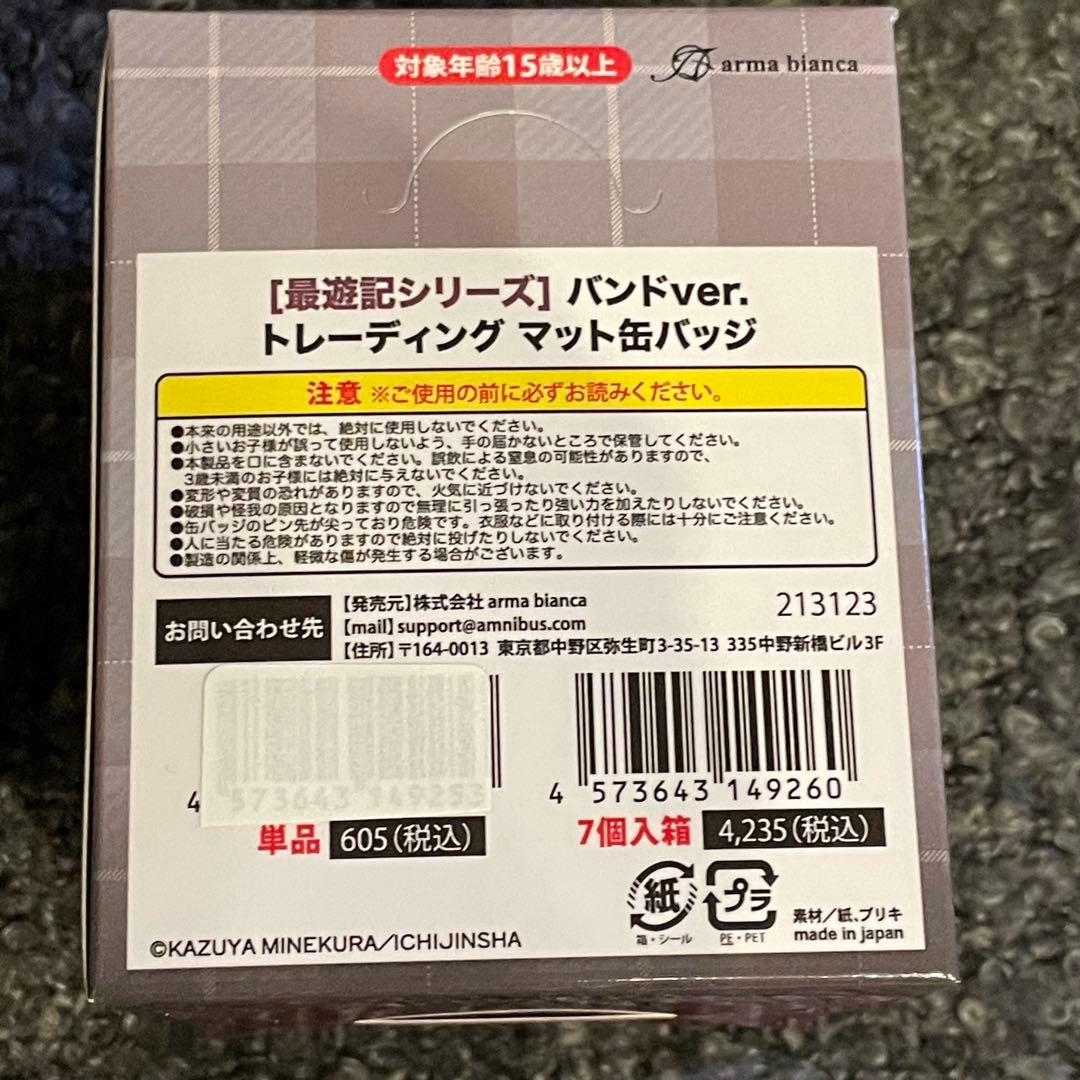 対象年齢15歳以上
arma bianca
[最遊記シリーズ] バンドver.
トレーディング マット缶バッジ
注意 ※ご使用の前に必ずお読みください。
●本来の用途以外では、絶対に使用しないでください。
●小さいお子様が誤って使用しないよう、手の届かないところで保管してください。
●本製品を口に含まないでください。誤飲による窒息の可能性がありますので、
3歳未満のお子様には絶対に与えないでください。
●変形や変質の恐れがありますので、火気に近づけないでください。
●破損や怪我の原因となりますので無理に引っ張ったり強い力を加えたりしないでください。
●缶バッジのピン先が尖っており危険です。衣服などに取り付ける際には十分にご注意ください。
●人に当たる危険がありますので絶対に投げたりしないでください。
●製造の関係上、軽微な傷が発生する場合がございます。
お問い合わせ先
【発売元】株式会社 arma bianca
213123
【mail】support@amnibus.com
【住所】〒164-0013 東京都中野区弥生町3-35-13 335中野新橋ビル3F
4 573643 149253
4 573643 149260
単品 605(税込)
7個入箱 4,235(税込)
紙
箱・シール
プラ
PE・PET
素材/紙、ブリキ
made in japan
©KAZUYA MINEKURA/ICHIJINSHA